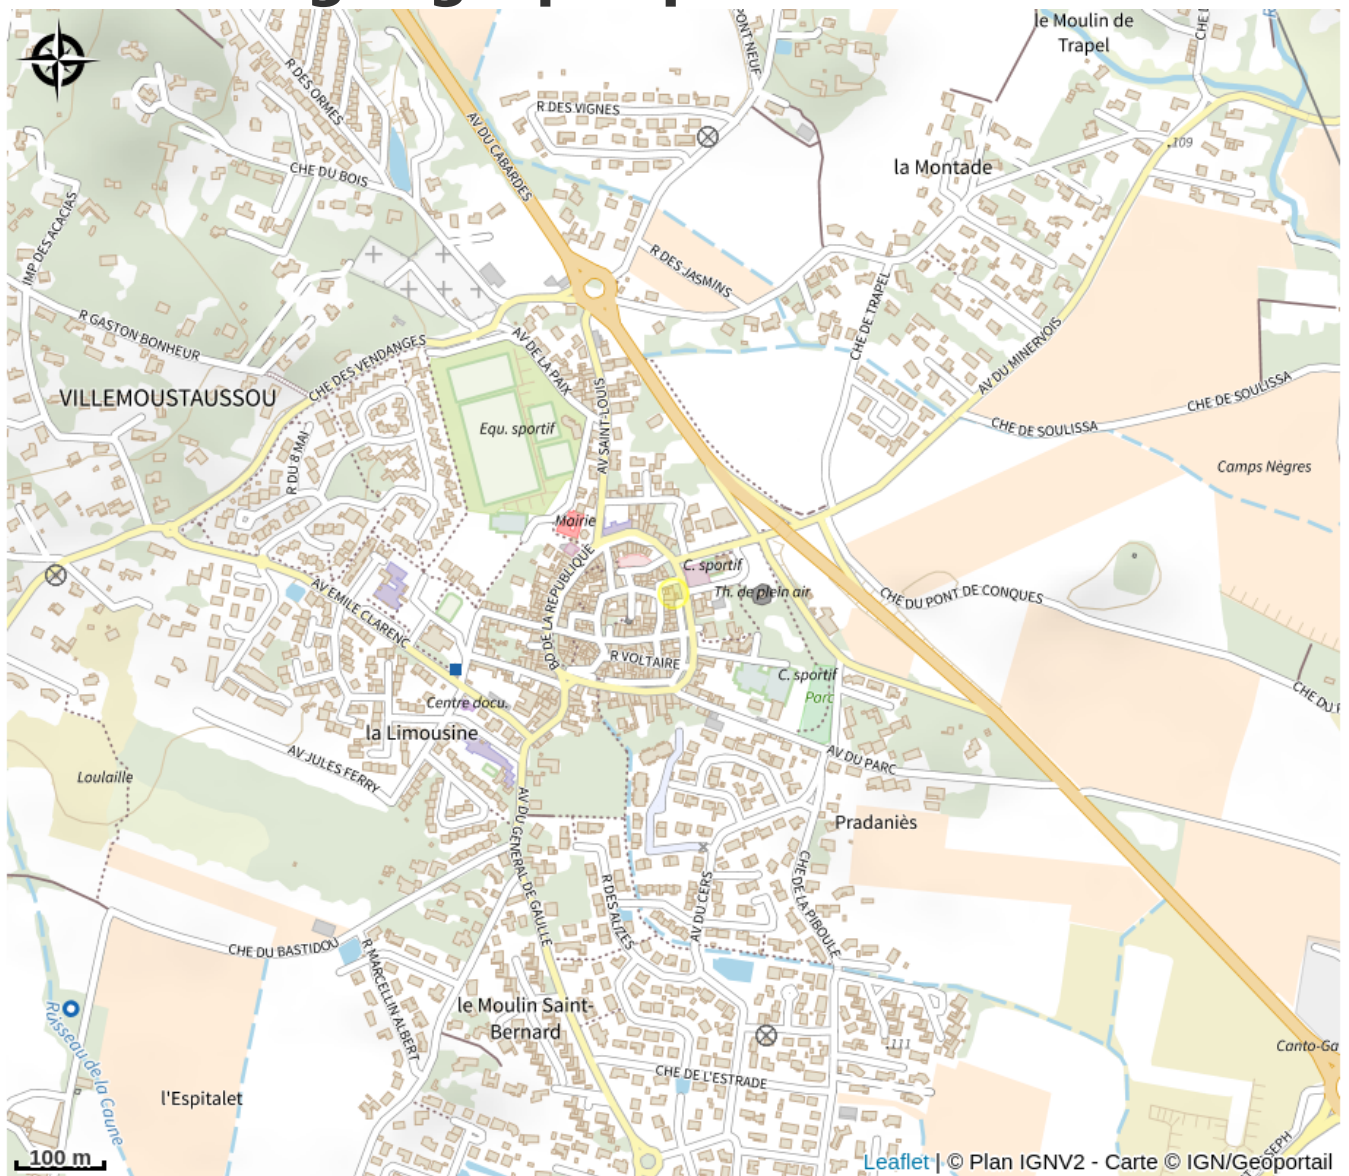 le Moulin de
Trapel
PONT NEUF
R DES ORMES
R DES VIGNES
AV DU CABARDES
109
la Montade
CHE DU BOIS
IMP DES ACACIAS
R DES JASMINS
CHE DE TRAPEL
R GASTON BONHEUR
AV DE LA PAIX
CHE DES VENDANGES
AV DU MINERVOIS
VILLEMOUSTAUSSOU
AV SAINT-LOUIS
CHE DE SOULISSA
CHE DE SOULISSA
Equ. sportif
R DU 8 MAI
Camps Nègres
Mairie
C. sportif
Th. de plein air
BD DE LA REPUBLIQUE
AV EMILE CLARENC
CHE DU PONT DE CONQUES
R VOLTAIRE
C. sportif
Parc
CHE DU
Centre docu.
la Limousine
AV JULES FERRY
AV DU PARC
Loulaille
Pradaniès
AV DU GENERAL DE GAULLE
R DES ALIZES
AV DU CERS
CHE DE LA PIBOULE
CHE DU BASTIDOU
R MARCELLIN ALBERT
le Moulin Saint-
Bernard
Ruisseau de la Caune
111
Canto-Ga
CHE DE L'ESTRADE
l'Espitalet
JOSEPH
100 m
Leaflet | © Plan IGNV2 - Carte © IGN/Géoportail